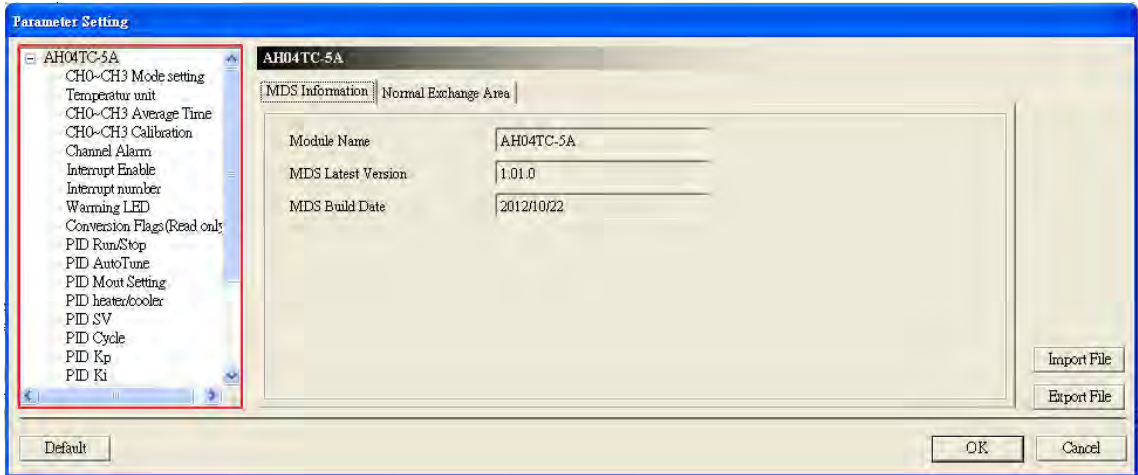 Parameter Setting
AH04TC-5A
CH0~CH3 Mode setting
Temperatur unit
CH0~CH3 Average Time
CH0~CH3 Calibration
Channel Alarm
Interrupt Enable
Interrupt number
Warming LED
Conversion Flags(Read only
PID Run/Stop
PID AutoTune
PID Mout Setting
PID heater/cooler
PID SV
PID Cycle
PID Kp
PID Ki
AH04TC-5A
MDS Information Normal Exchange Area
Module Name AH04TC-5A
MDS Latest Version 1.01.0
MDS Build Date 2012/10/22
Import File
Export File
Default OK Cancel